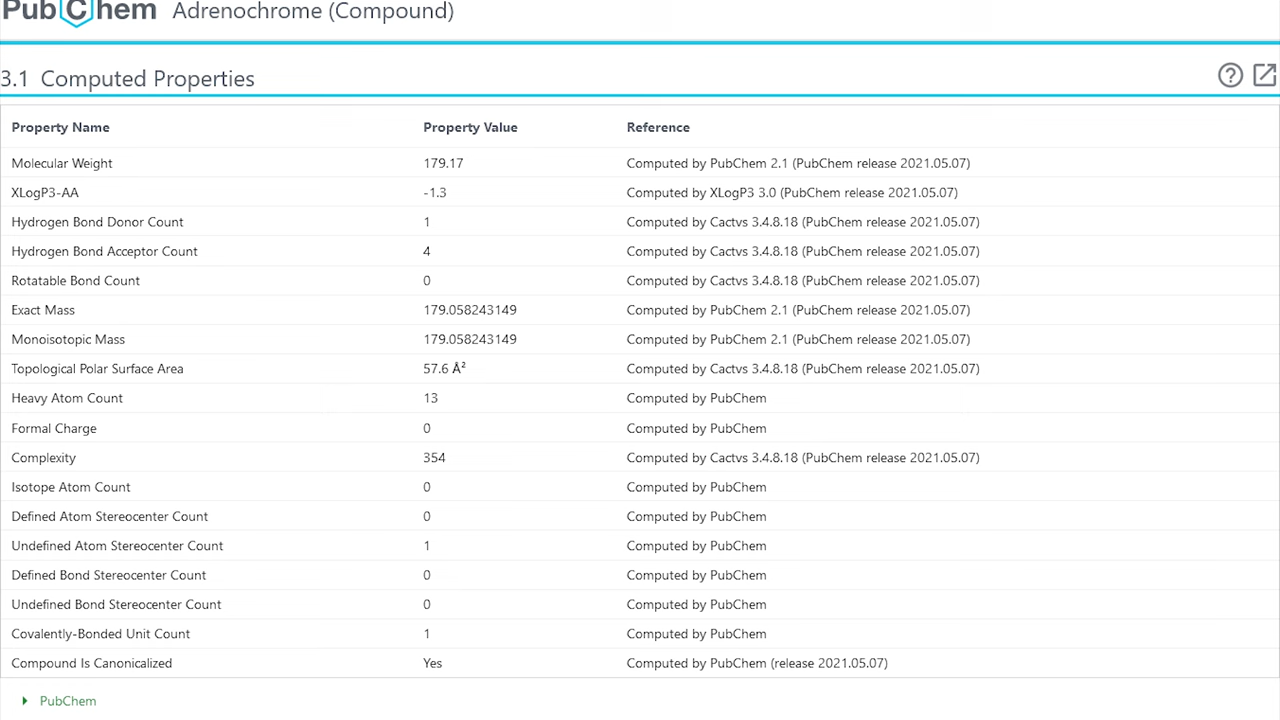 PubChem Adrenochrome (Compound)
3.1 Computed Properties
Property Name Property Value Reference
Molecular Weight 179.17 Computed by PubChem 2.1 (PubChem release 2021.05.07)
XLogP3-AA -1.3 Computed by XLogP3 3.0 (PubChem release 2021.05.07)
Hydrogen Bond Donor Count 1 Computed by Cactvs 3.4.8.18 (PubChem release 2021.05.07)
Hydrogen Bond Acceptor Count 4 Computed by Cactvs 3.4.8.18 (PubChem release 2021.05.07)
Rotatable Bond Count 0 Computed by Cactvs 3.4.8.18 (PubChem release 2021.05.07)
Exact Mass 179.058243149 Computed by PubChem 2.1 (PubChem release 2021.05.07)
Monoisotopic Mass 179.058243149 Computed by PubChem 2.1 (PubChem release 2021.05.07)
Topological Polar Surface Area 57.6 Å² Computed by Cactvs 3.4.8.18 (PubChem release 2021.05.07)
Heavy Atom Count 13 Computed by PubChem
Formal Charge 0 Computed by PubChem
Complexity 354 Computed by Cactvs 3.4.8.18 (PubChem release 2021.05.07)
Isotope Atom Count 0 Computed by PubChem
Defined Atom Stereocenter Count 0 Computed by PubChem
Undefined Atom Stereocenter Count 1 Computed by PubChem
Defined Bond Stereocenter Count 0 Computed by PubChem
Undefined Bond Stereocenter Count 0 Computed by PubChem
Covalently-Bonded Unit Count 1 Computed by PubChem
Compound Is Canonicalized Yes Computed by PubChem (release 2021.05.07)
PubChem